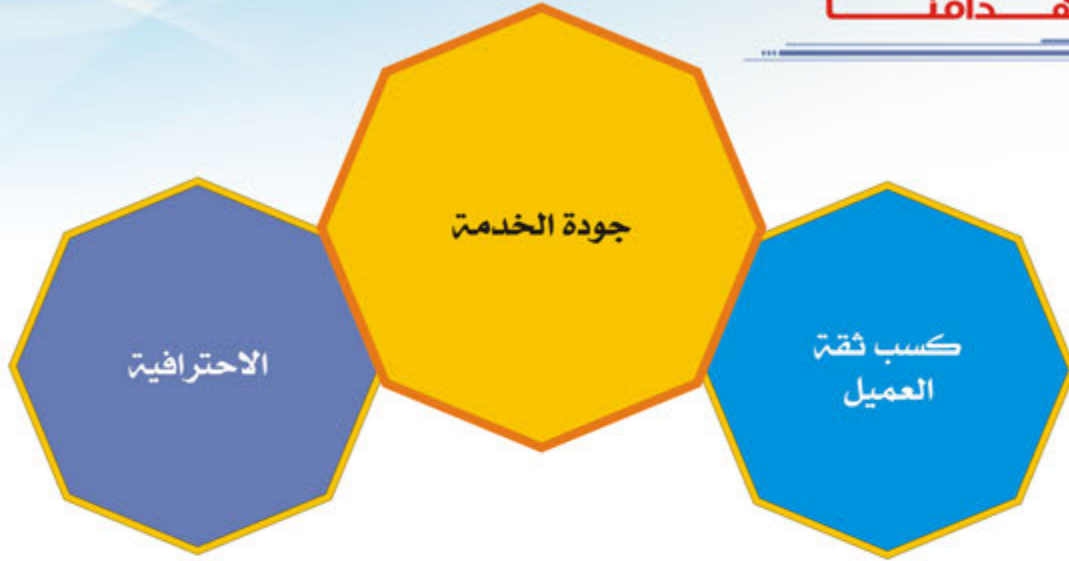 جودة الخدمة
كسب ثقة
العميل
الاحترافية